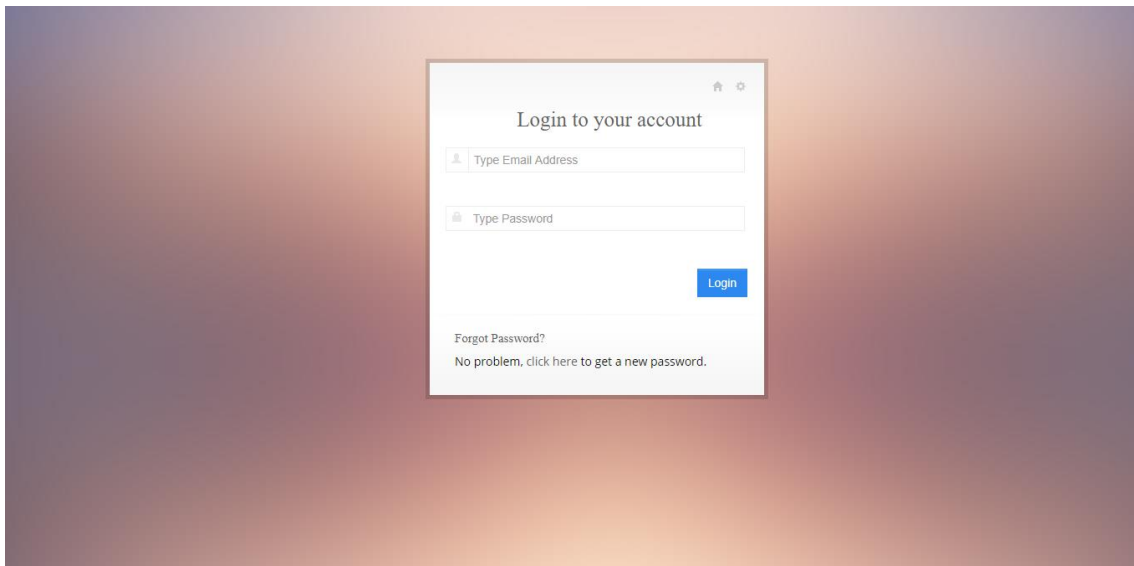 Login to your account
Type Email Address
Type Password
Login
Forgot Password?
No problem, click here to get a new password.